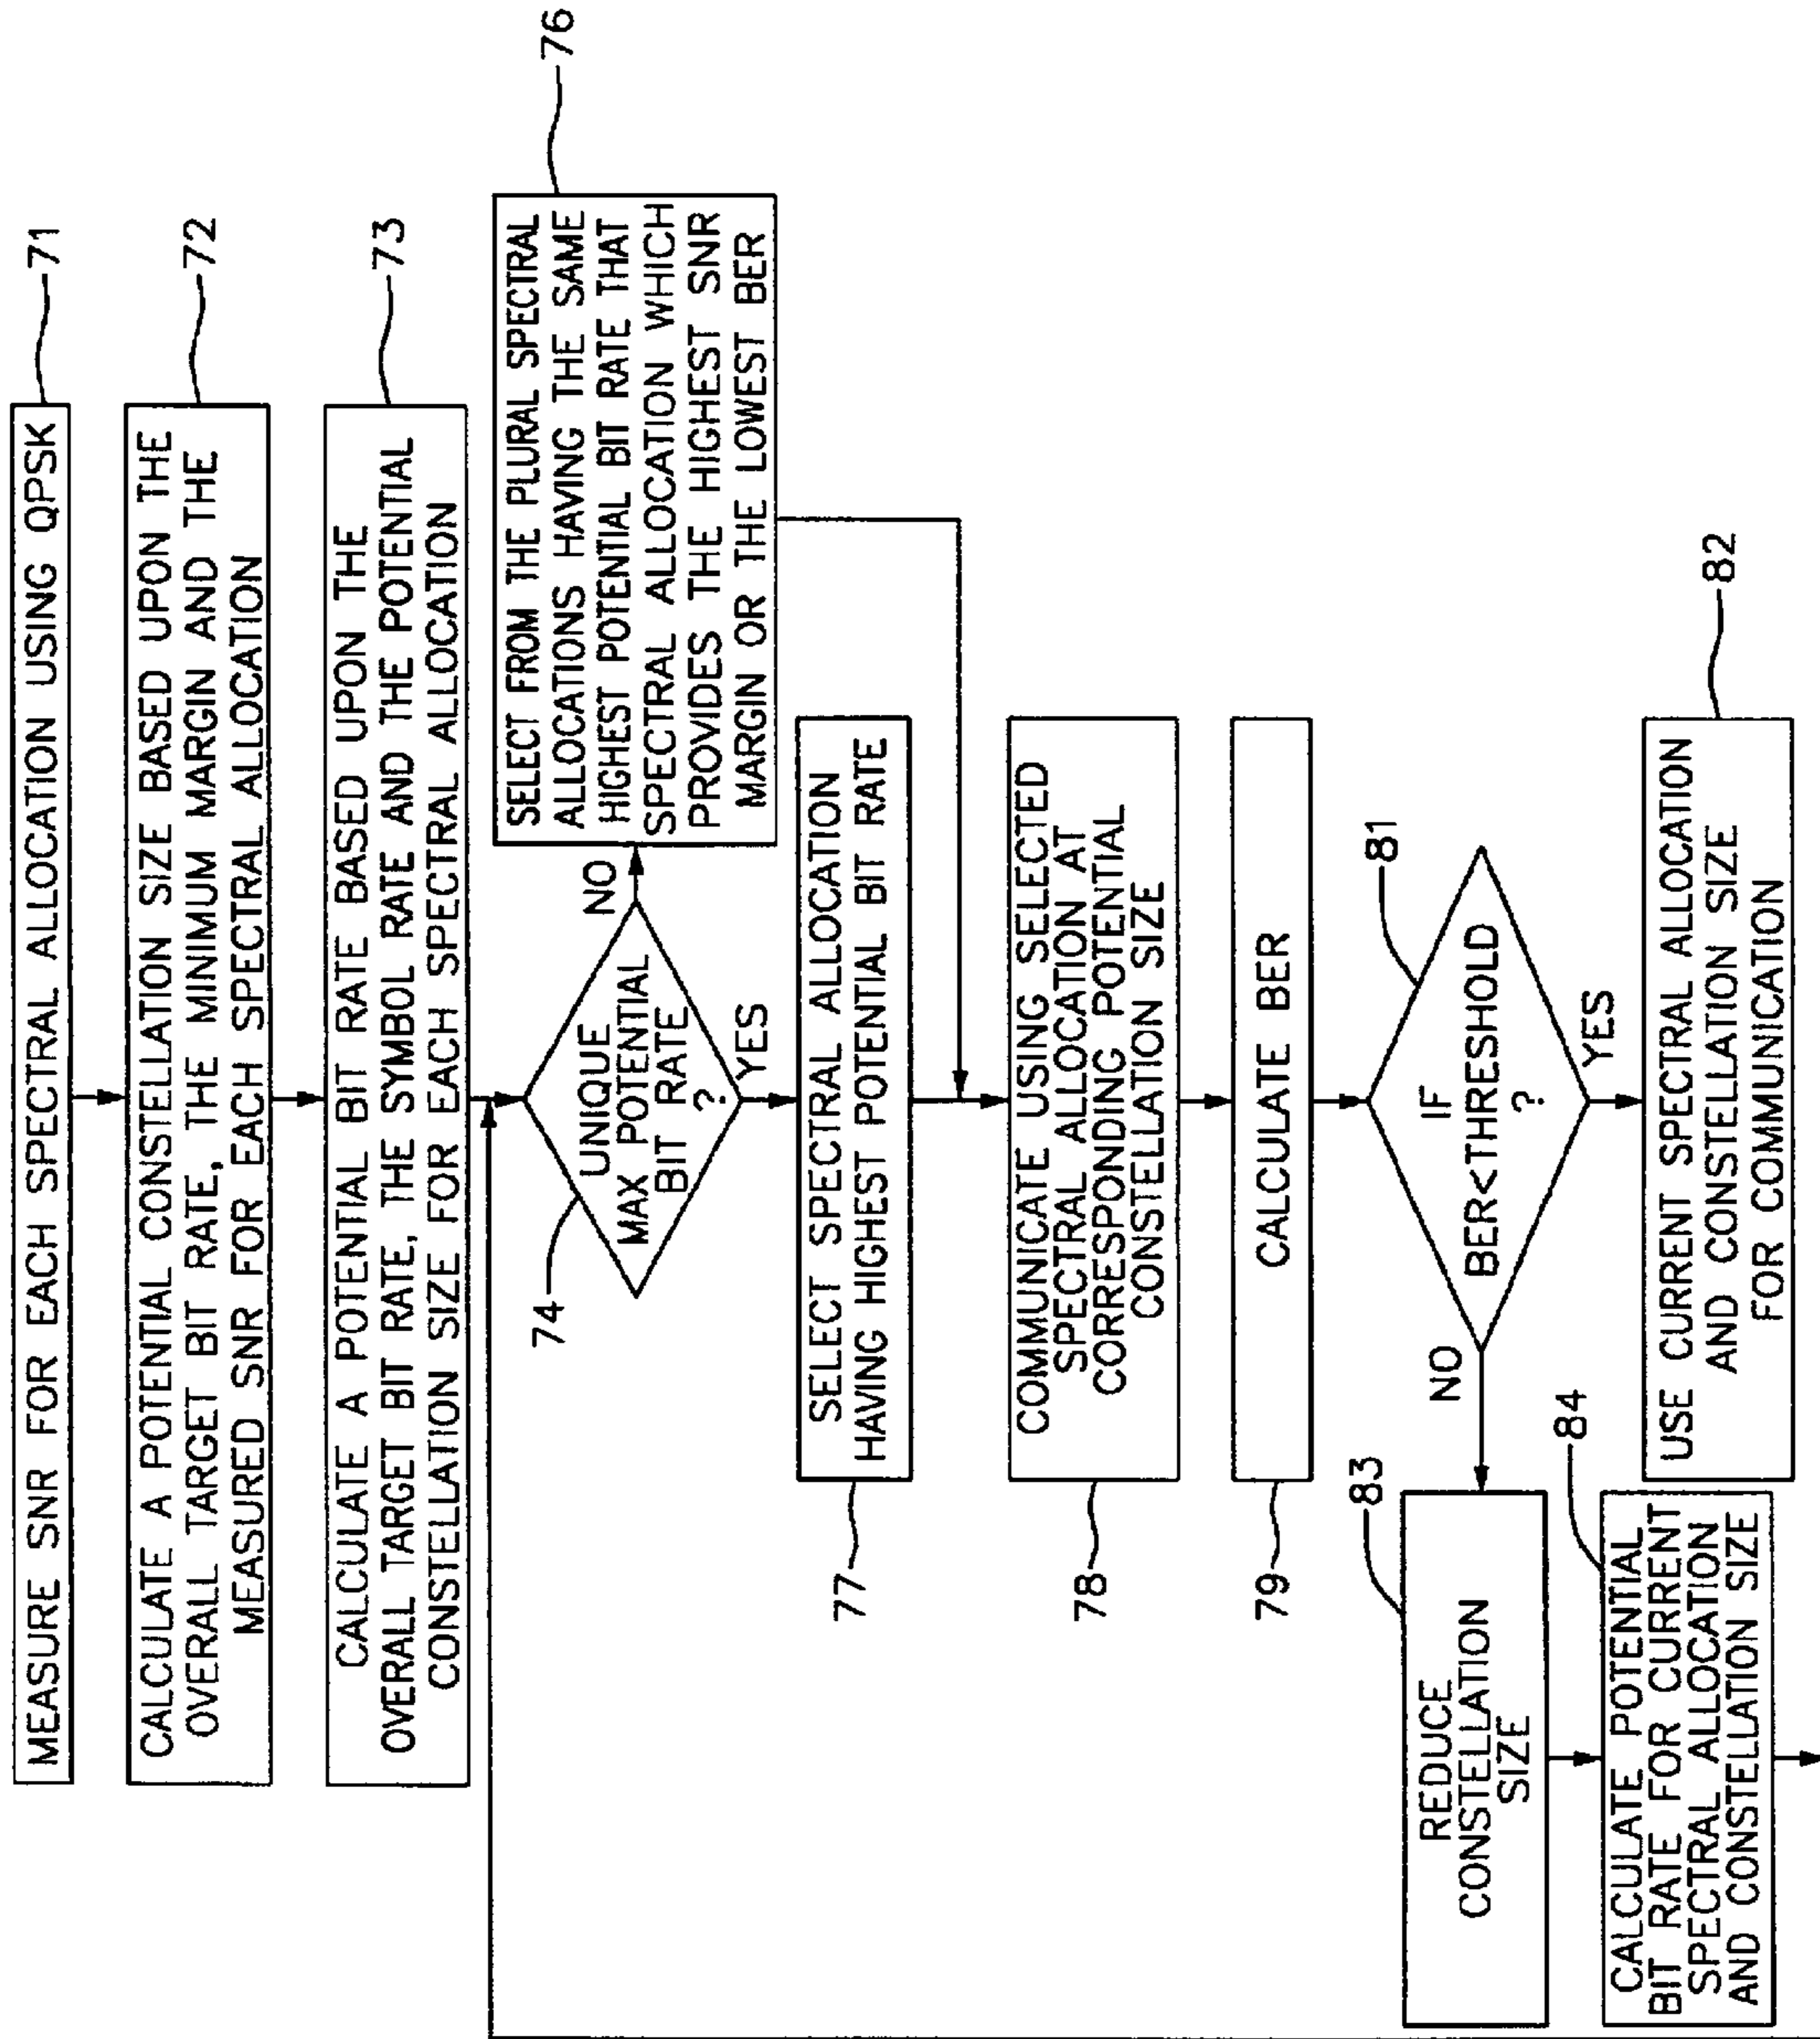 MEASURE SNR FOR EACH SPECTRAL ALLOCATION USING QPSK
71
CALCULATE A POTENTIAL CONSTELLATION SIZE BASED UPON THE
OVERALL TARGET BIT RATE, THE MINIMUM MARGIN AND THE
MEASURED SNR FOR EACH SPECTRAL ALLOCATION
72
CALCULATE A POTENTIAL BIT RATE BASED UPON THE
OVERALL TARGET BIT RATE, THE SYMBOL RATE AND THE POTENTIAL
CONSTELLATION SIZE FOR EACH SPECTRAL ALLOCATION
73
74
UNIQUE
MAX POTENTIAL
BIT RATE
?
NO
YES
SELECT FROM THE PLURAL SPECTRAL
ALLOCATIONS HAVING THE SAME
HIGHEST POTENTIAL BIT RATE THAT
SPECTRAL ALLOCATION WHICH
PROVIDES THE HIGHEST SNR
MARGIN OR THE LOWEST BER
76
SELECT SPECTRAL ALLOCATION
HAVING HIGHEST POTENTIAL BIT RATE
77
COMMUNICATE USING SELECTED
SPECTRAL ALLOCATION AT
CORRESPONDING POTENTIAL
CONSTELLATION SIZE
78
CALCULATE BER
79
IF
BER<THRESHOLD
?
81
NO
YES
REDUCE
CONSTELLATION
SIZE
83
CALCULATE POTENTIAL
BIT RATE FOR CURRENT
SPECTRAL ALLOCATION
AND CONSTELLATION SIZE
84
USE CURRENT SPECTRAL ALLOCATION
AND CONSTELLATION SIZE
FOR COMMUNICATION
82